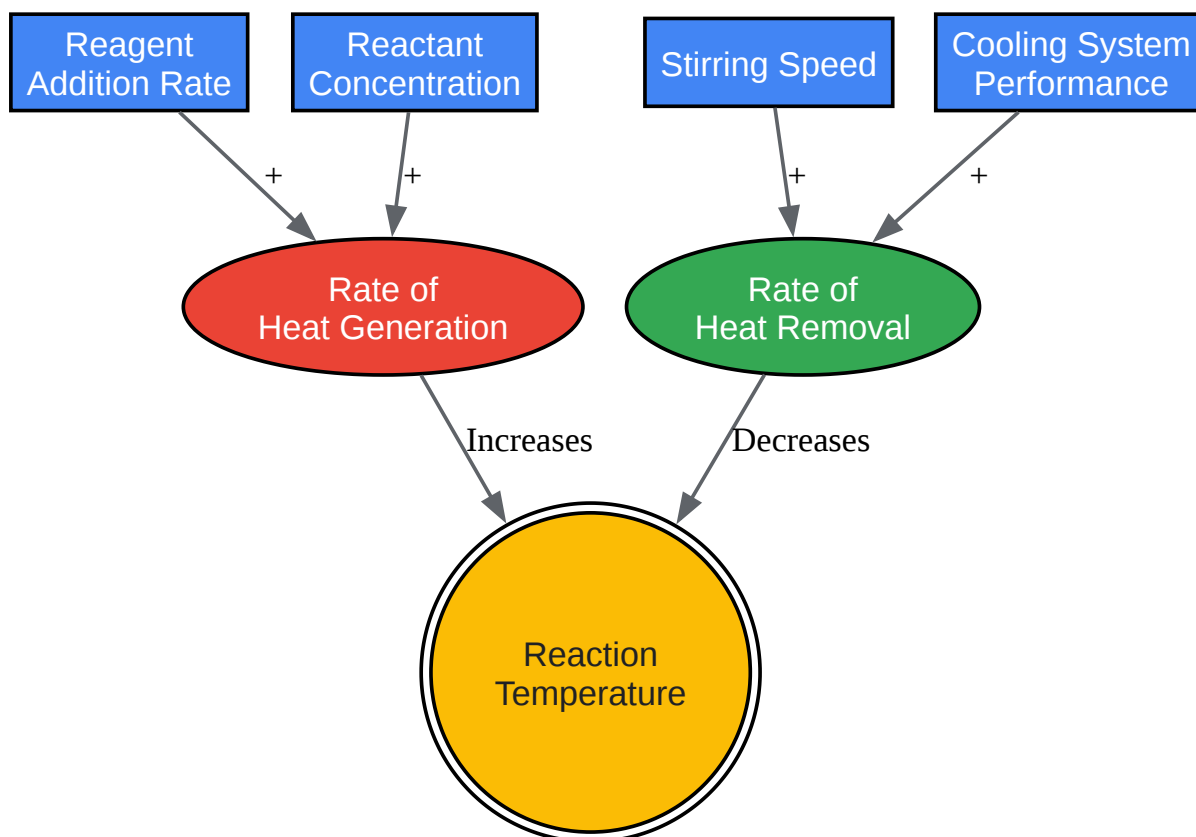 Reagent
Addition Rate
Reactant
Concentration
Stirring Speed
Cooling System
Performance
+
+
+
+
Rate of
Heat Generation
Rate of
Heat Removal
Increases
Decreases
Reaction
Temperature